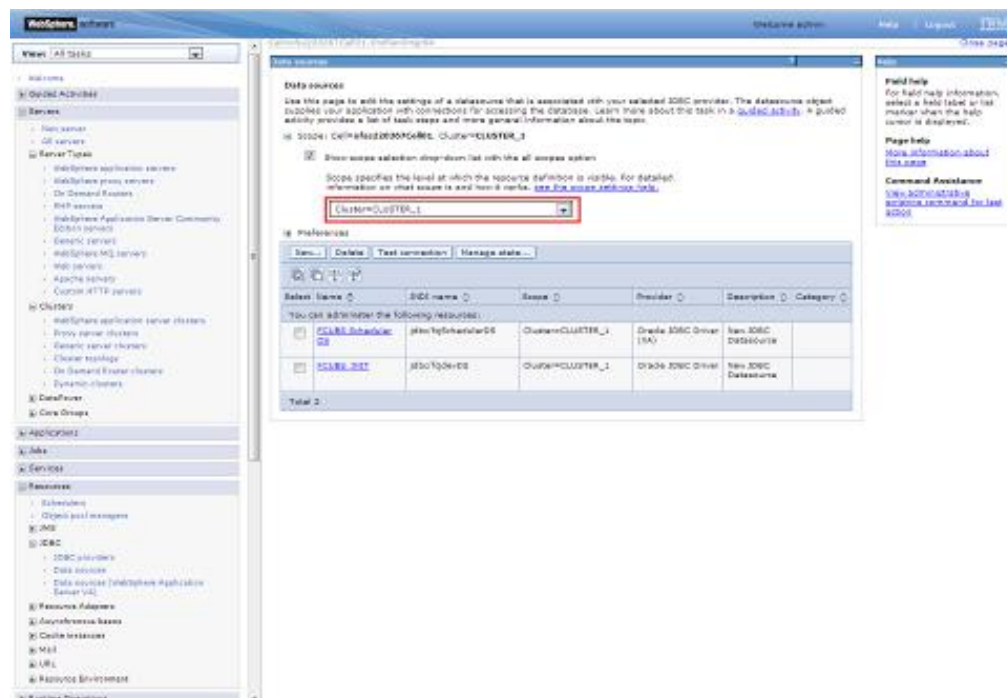 WebSphere. software
Welcome admin
Help
Logout
IBM
Close page
View: All tasks
Welcome
Guided Activities
Servers
New server
All servers
Server Types
WebSphere application servers
WebSphere proxy servers
On Demand Routers
PHP servers
WebSphere Application Server Community
Edition servers
Generic servers
WebSphere MQ servers
Web servers
Apache servers
Custom HTTP servers
Clusters
WebSphere application server clusters
Proxy server clusters
Generic server clusters
Cluster topology
On Demand Router clusters
Dynamic clusters
DataPower
Core Groups
Applications
Jobs
Services
Resources
Schedulers
Object pool managers
JMS
JDBC
JDBC providers
Data sources
Data sources (WebSphere Application
Server V4)
Resource Adapters
Asynchronous beans
Cache instances
Mail
URL
Resource Environment
Data sources
Data sources
Use this page to edit the settings of a datasource that is associated with your selected JDBC provider. The datasource object
supplies your application with connections for accessing the database. Learn more about this task in a guided activity. A guided
activity provides a list of task steps and more general information about the topic.
Cluster=CLUSTER_1
Show scope selection drop-down list with the all scopes option
Scope specifies the level at which the resource definition is visible. For detailed
information on what scope is and how it works, see the scope settings help.
Cluster=CLUSTER_1
Preferences
New... Delete Test connection Manage state...
Select Name JNDI name Scope Provider Description Category
You can administer the following resources:
FCUBS Scheduler
DS
Cluster=CLUSTER_1
Oracle JDBC Driver
(XA)
New JDBC
Datasource
Cluster=CLUSTER_1
Oracle JDBC Driver
New JDBC
Datasource
Total 2
Help
Field help
For field help information,
select a field label or list
marker when the help
cursor is displayed.
Page help
More information about
this page
Command Assistance
View administrative
scripting command for last
action